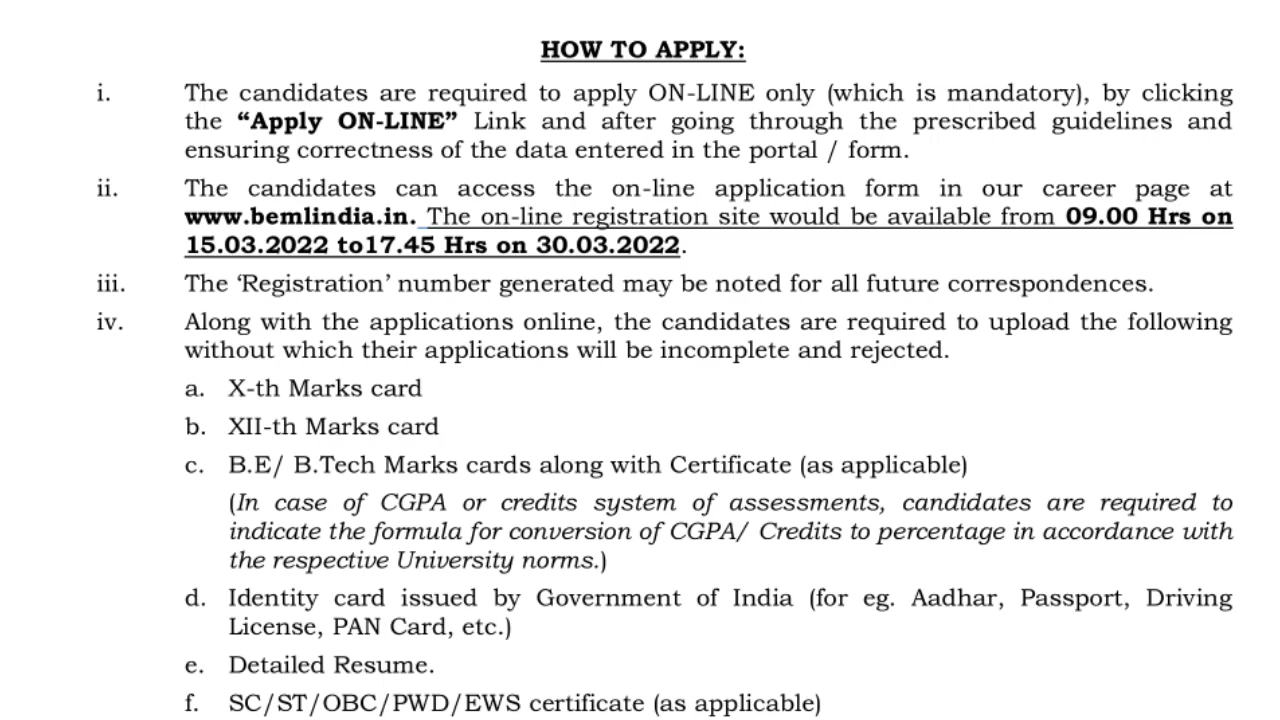 HOW TO APPLY:
i. The candidates are required to apply ON-LINE only (which is mandatory), by clicking
the “Apply ON-LINE” Link and after going through the prescribed guidelines and
ensuring correctness of the data entered in the portal / form.
ii. The candidates can access the on-line application form in our career page at
www.bemlindia.in. The on-line registration site would be available from 09.00 Hrs on
15.03.2022 to17.45 Hrs on 30.03.2022.
iii. The ‘Registration’ number generated may be noted for all future correspondences.
iv. Along with the applications online, the candidates are required to upload the following
without which their applications will be incomplete and rejected.
a. X-th Marks card
b. XII-th Marks card
c. B.E/ B.Tech Marks cards along with Certificate (as applicable)
(In case of CGPA or credits system of assessments, candidates are required to
indicate the formula for conversion of CGPA/ Credits to percentage in accordance with
the respective University norms.)
d. Identity card issued by Government of India (for eg. Aadhar, Passport, Driving
License, PAN Card, etc.)
e. Detailed Resume.
f. SC/ST/OBC/PWD/EWS certificate (as applicable)